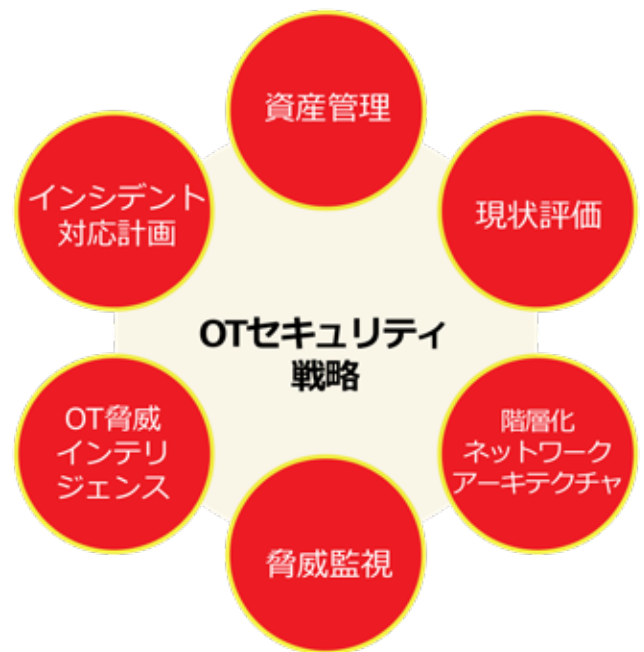 資産管理
現状評価
階層化
ネットワーク
アーキテクチャ
脅威監視
OT脅威
インテリ
ジェンス
インシデント
対応計画
OTセキュリティ
戦略